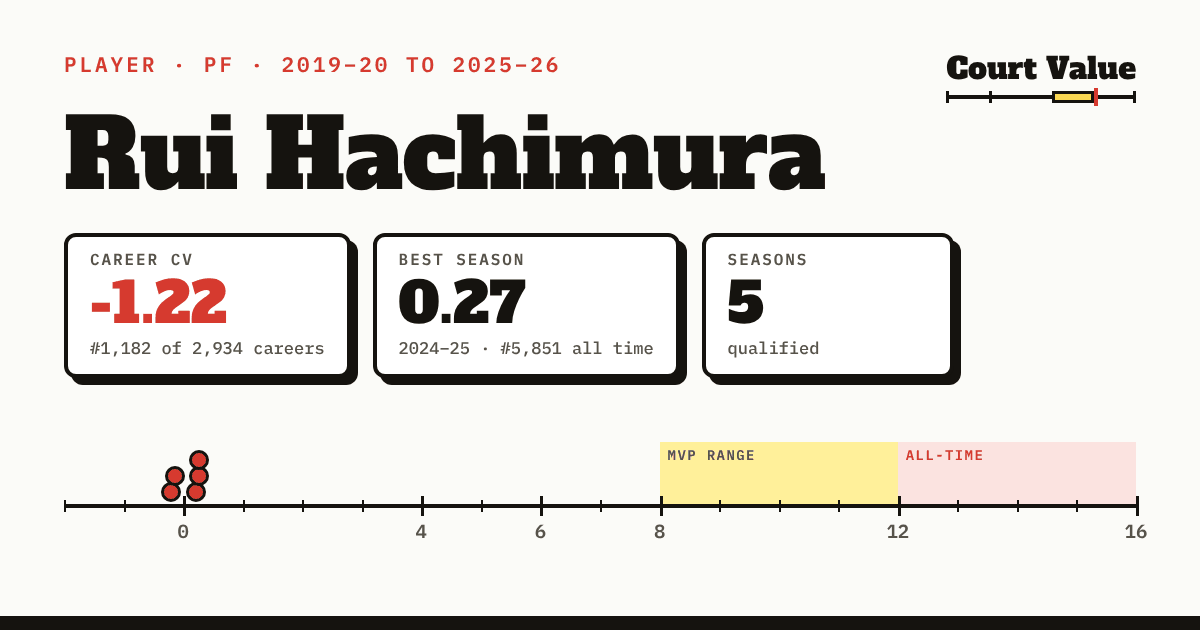 PLAYER · PF · 2019–20 TO 2025–26
Court Value
Rui Hachimura
CAREER CV
-1.22
#1,182 of 2,934 careers
BEST SEASON
0.27
2024–25 · #5,851 all time
SEASONS
5
qualified
MVP RANGE
ALL-TIME
0 4 6 8 12 16